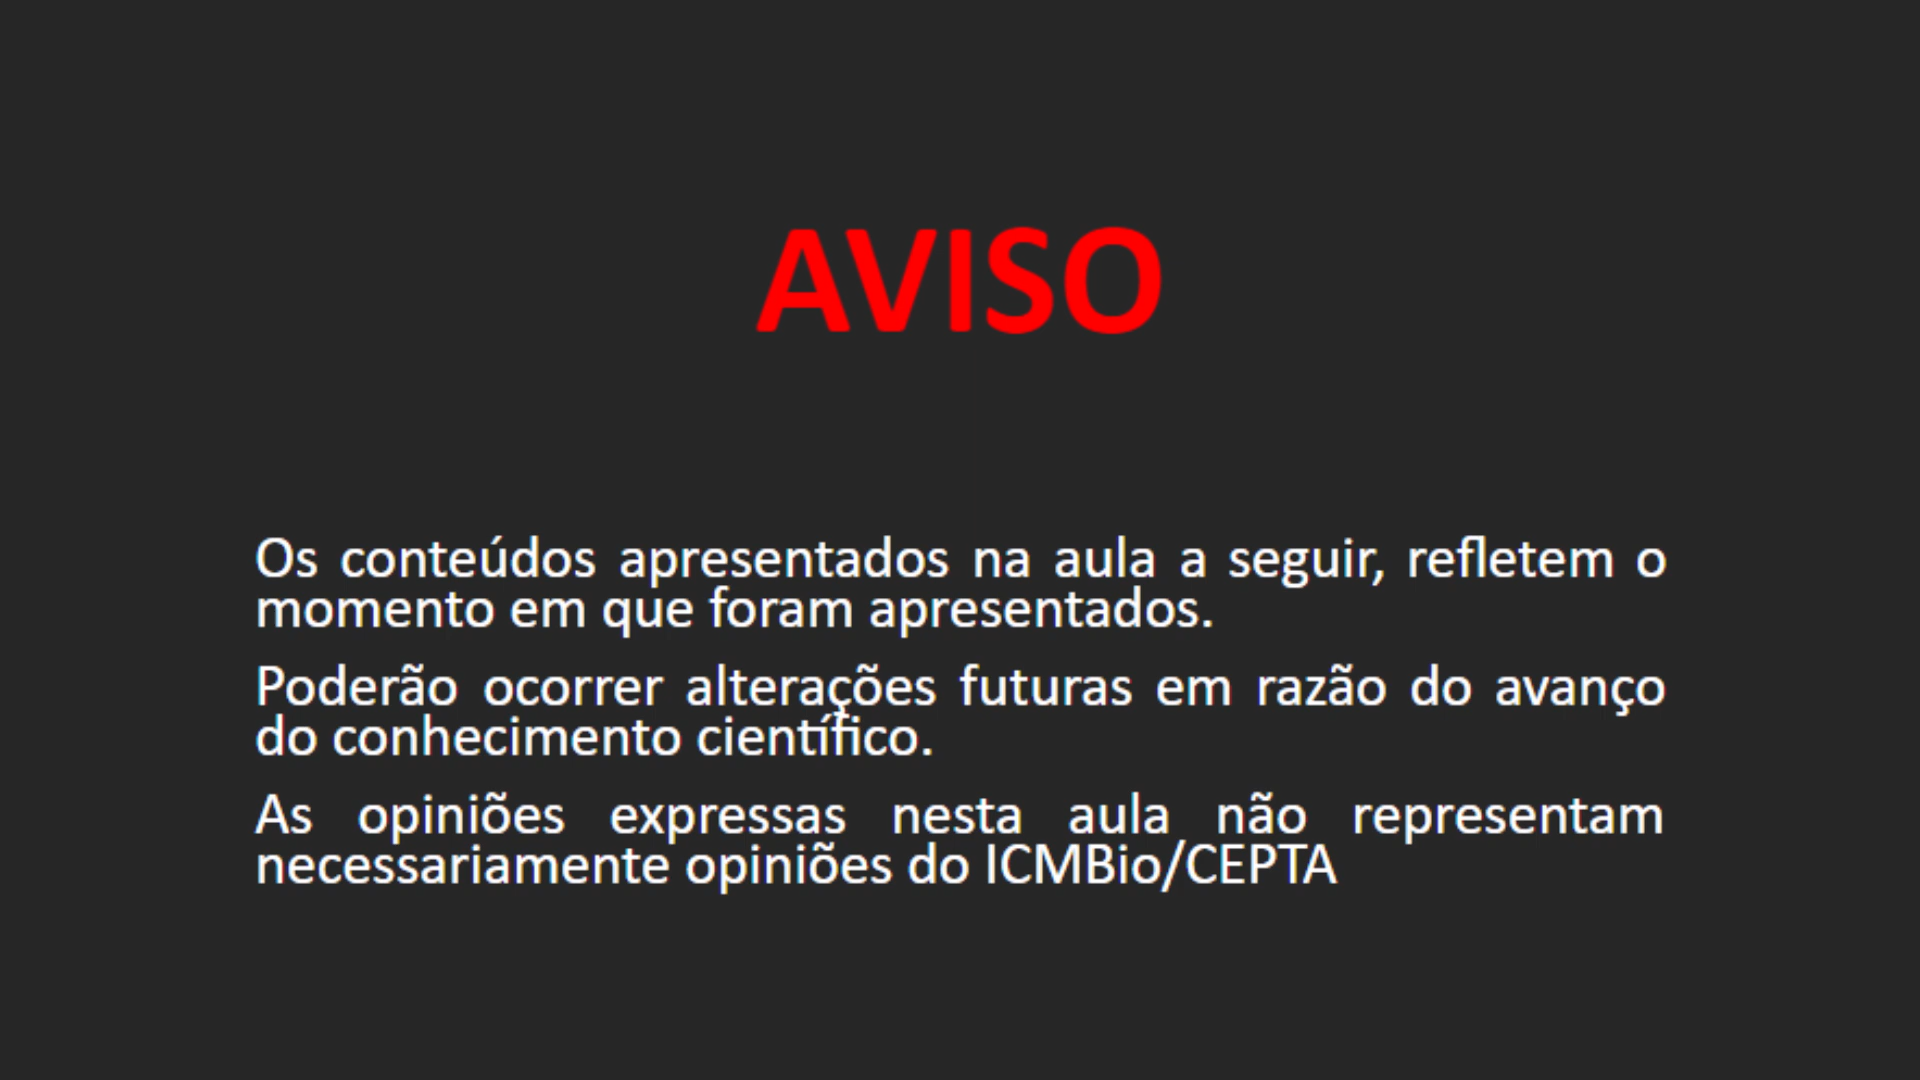 AVISO
Os conteúdos apresentados na aula a seguir, refletem o
momento em que foram apresentados.
Poderão ocorrer alterações futuras em razão do avanço
do conhecimento científico.
As opiniões expressas nesta aula não representam
necessariamente opiniões do ICMBio/CEPTA